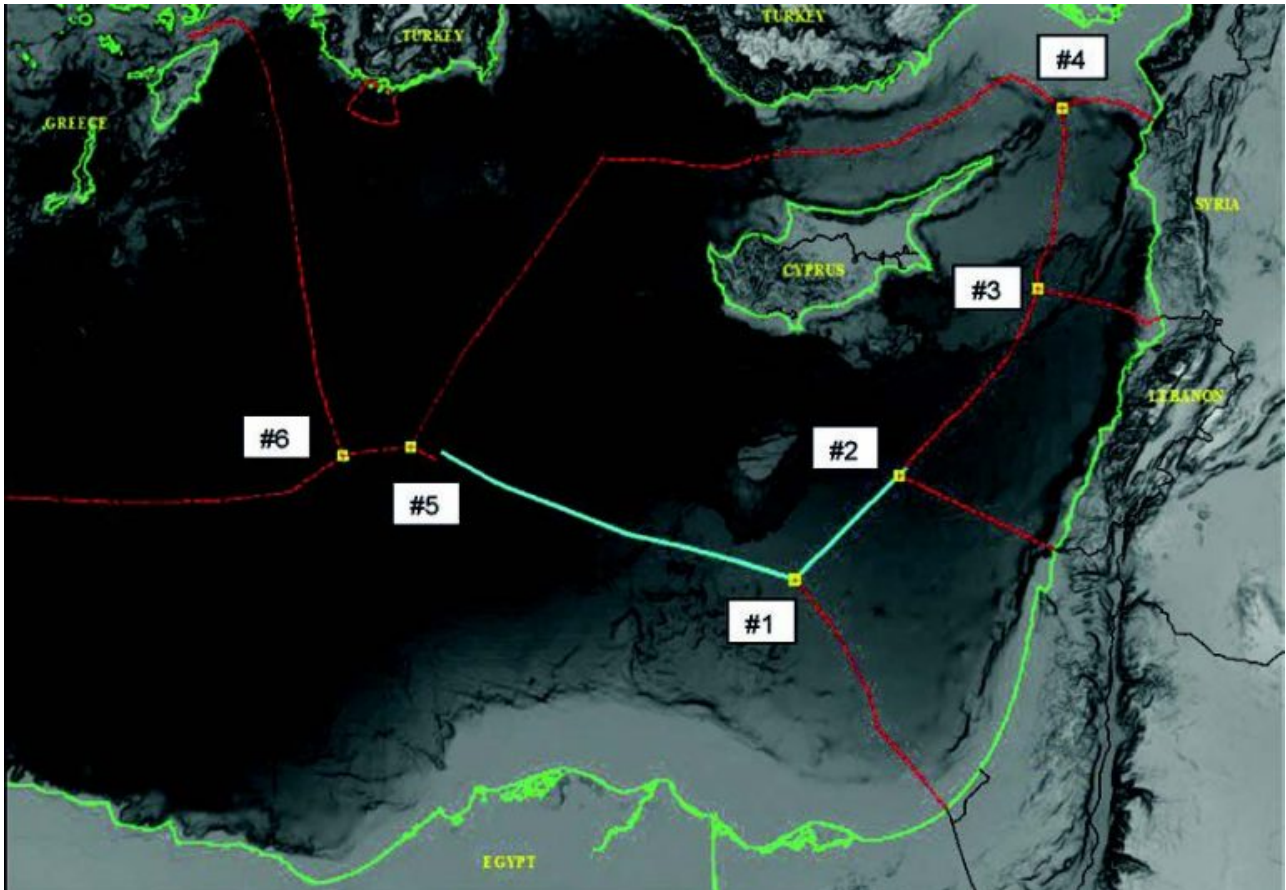 TURKEY
TURKEY
#4
GREECE
SYRIA
CYPRUS
#3
LEBANON
#6
#2
#5
#1
EGYPT